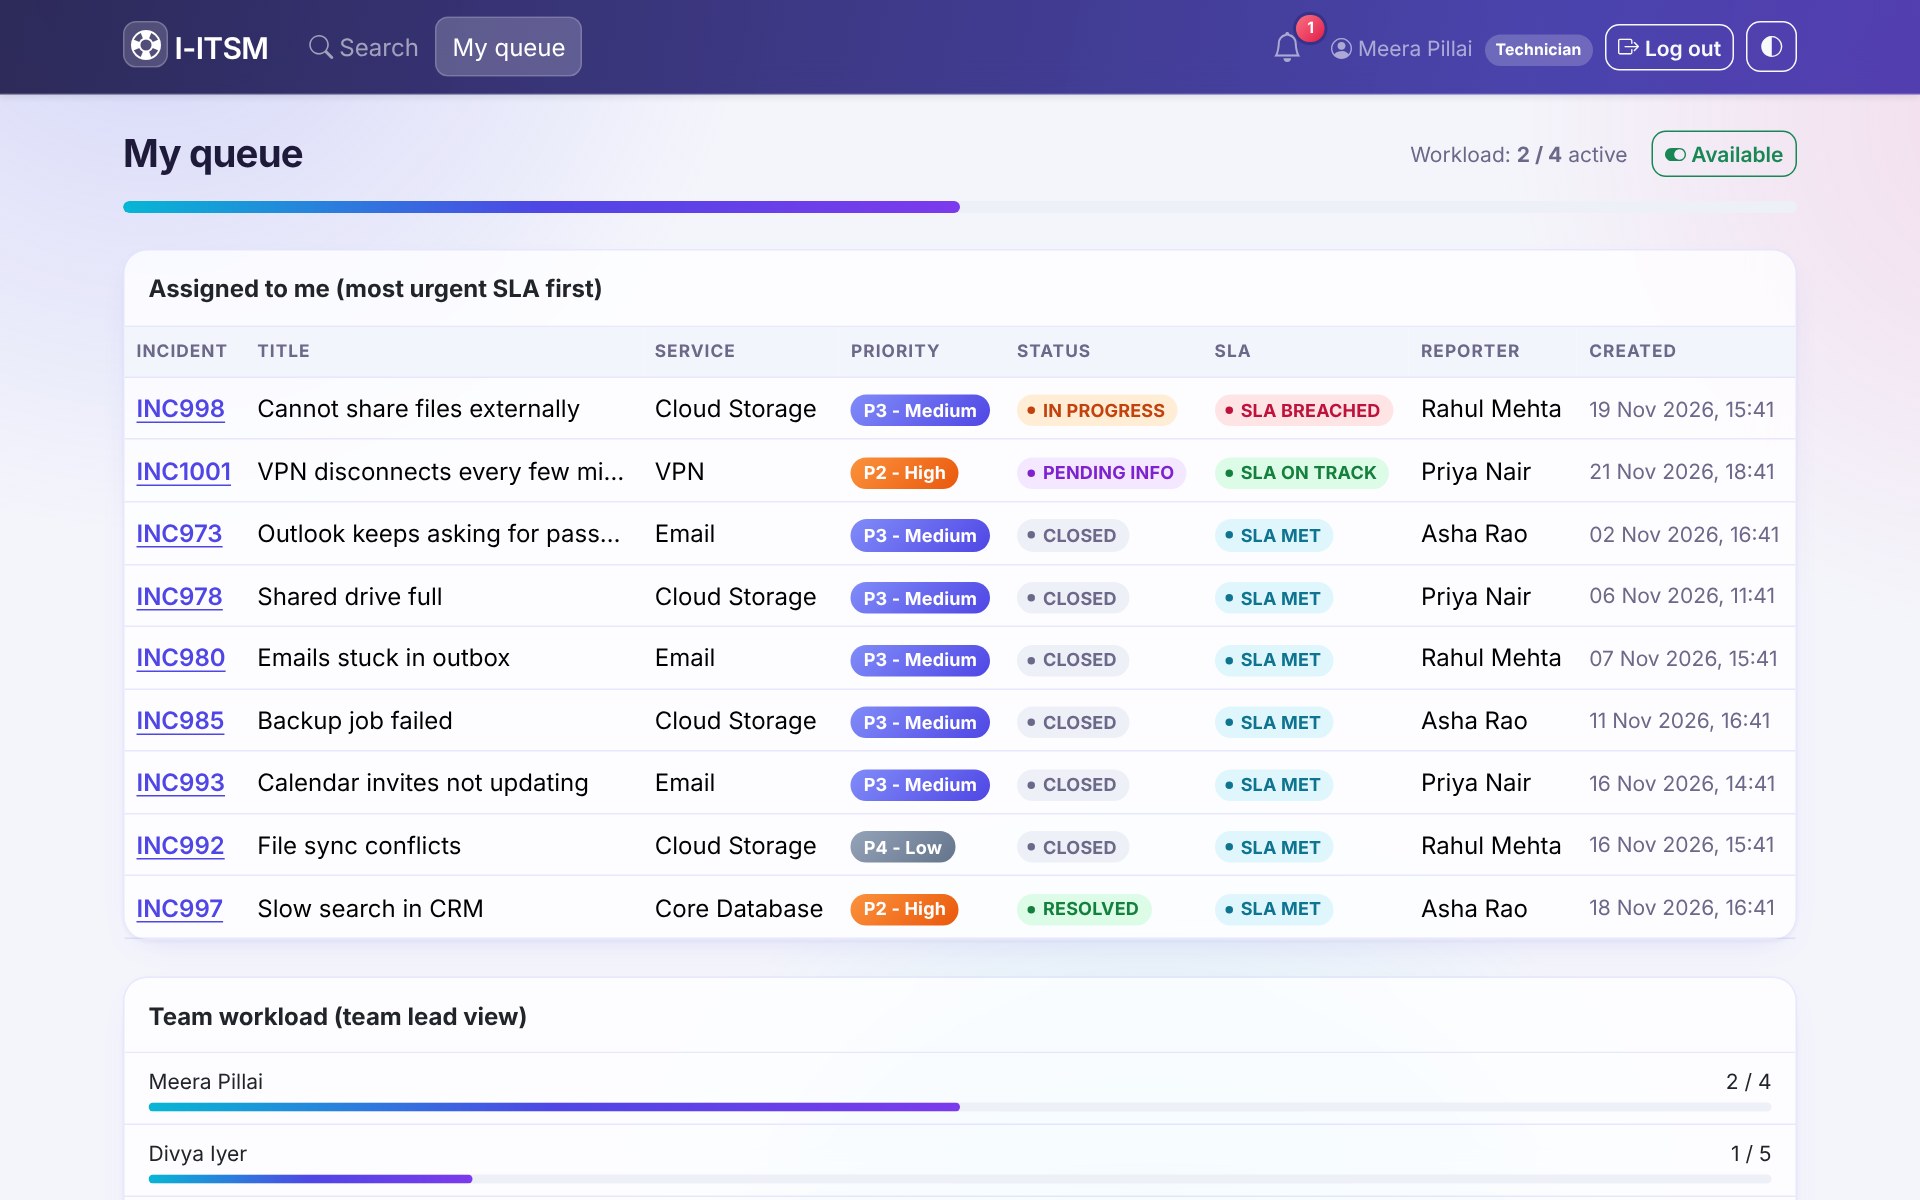 I-ITSM Search My queue 1 Meera Pillai Technician Log out
My queue Workload: 2 / 4 active Available
Assigned to me (most urgent SLA first)
INCIDENT TITLE SERVICE PRIORITY STATUS SLA REPORTER CREATED
INC998 Cannot share files externally Cloud Storage P3 - Medium IN PROGRESS SLA BREACHED Rahul Mehta 19 Nov 2026, 15:41
INC1001 VPN disconnects every few mi... VPN P2 - High PENDING INFO SLA ON TRACK Priya Nair 21 Nov 2026, 18:41
INC973 Outlook keeps asking for pass... Email P3 - Medium CLOSED SLA MET Asha Rao 02 Nov 2026, 16:41
INC978 Shared drive full Cloud Storage P3 - Medium CLOSED SLA MET Priya Nair 06 Nov 2026, 11:41
INC980 Emails stuck in outbox Email P3 - Medium CLOSED SLA MET Rahul Mehta 07 Nov 2026, 15:41
INC985 Backup job failed Cloud Storage P3 - Medium CLOSED SLA MET Asha Rao 11 Nov 2026, 16:41
INC993 Calendar invites not updating Email P3 - Medium CLOSED SLA MET Priya Nair 16 Nov 2026, 14:41
INC992 File sync conflicts Cloud Storage P4 - Low CLOSED SLA MET Rahul Mehta 16 Nov 2026, 15:41
INC997 Slow search in CRM Core Database P2 - High RESOLVED SLA MET Asha Rao 18 Nov 2026, 16:41
Team workload (team lead view)
Meera Pillai 2 / 4
Divya Iyer 1 / 5